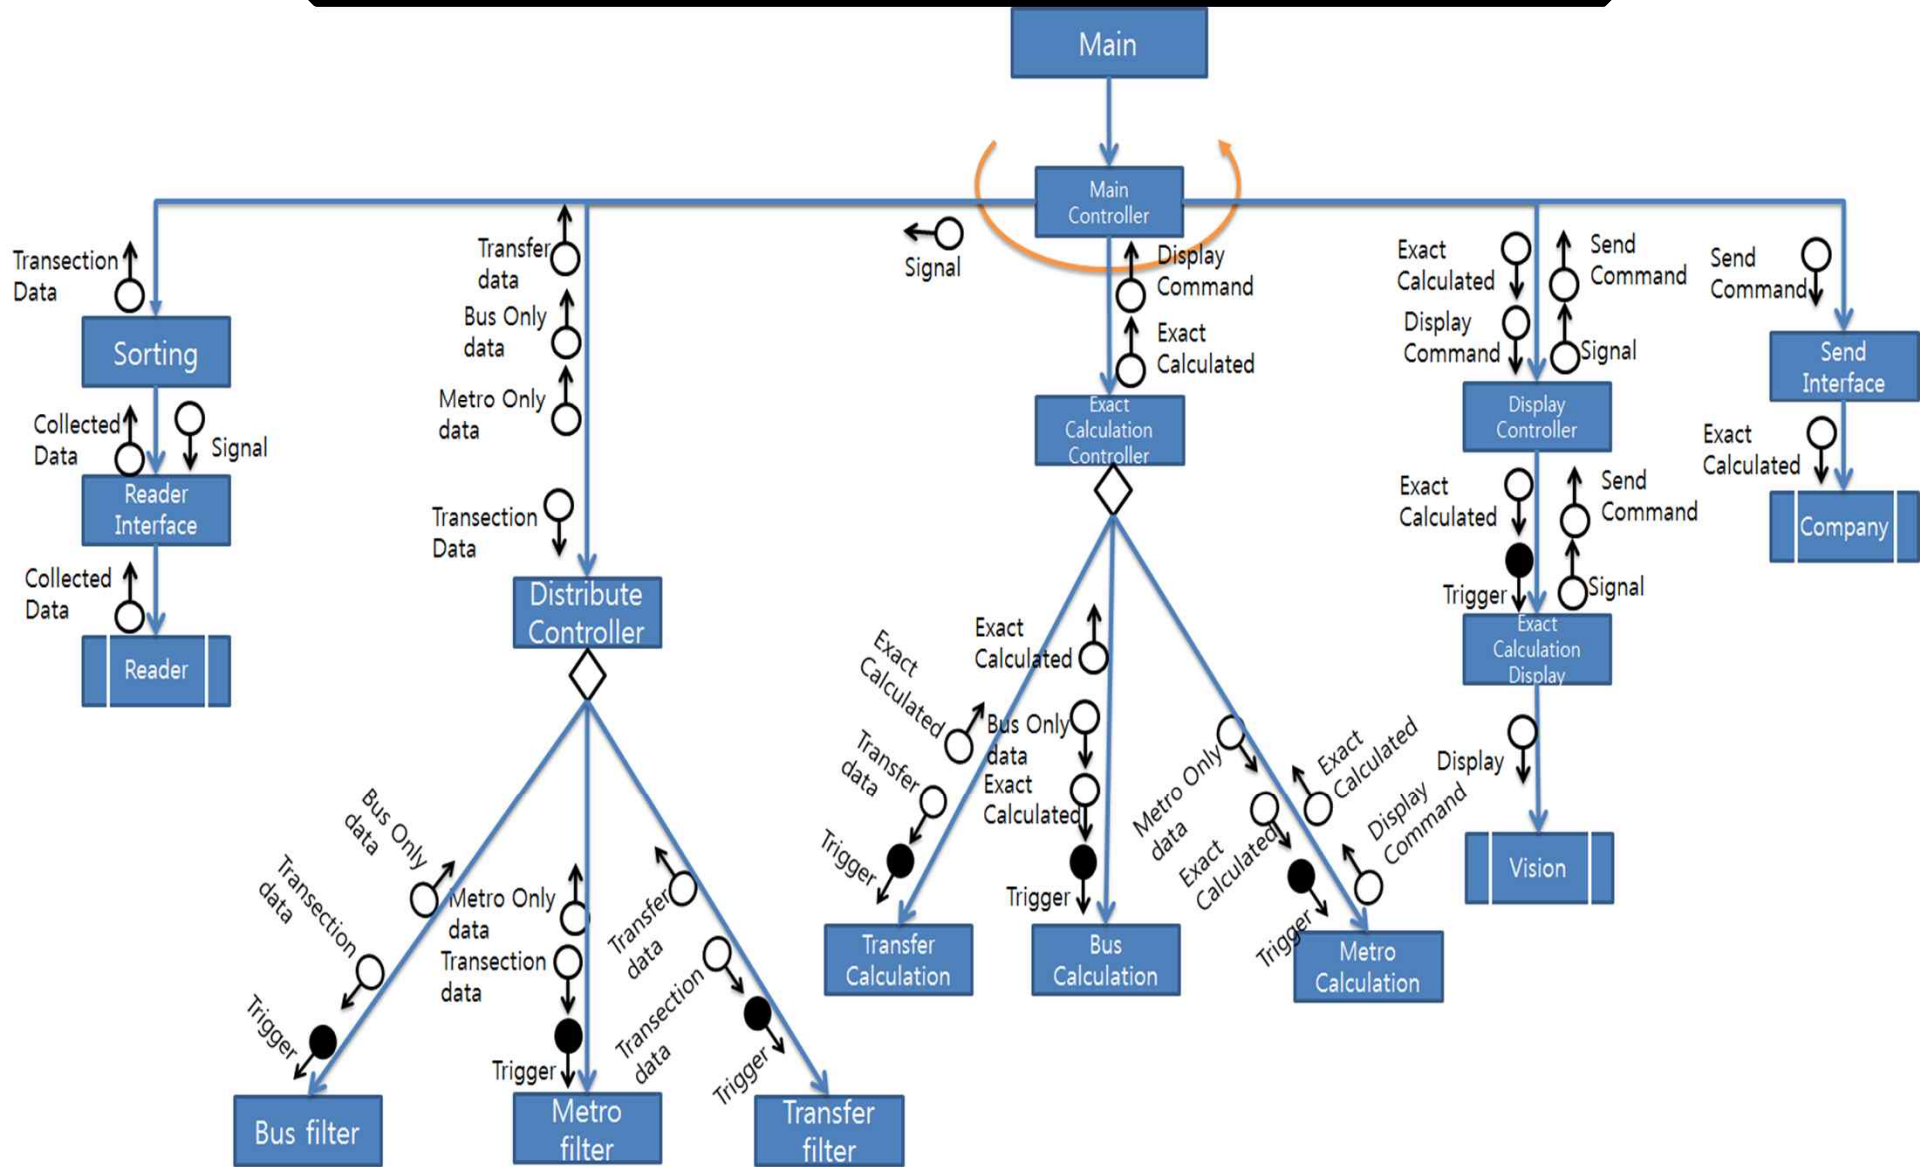 Main
Main
Controller
Signal
Transection
Data
Sorting
Collected
Data
Signal
Reader
Interface
Collected
Data
Reader
Transfer
data
Bus Only
data
Metro Only
data
Transection
Data
Distribute
Controller
Bus Only
data
Transection
data
Trigger
Bus filter
Metro Only
data
Transection
data
Trigger
Metro
filter
Transfer
data
Transection
data
Trigger
Transfer
filter
Display
Command
Exact
Calculated
Exact
Calculation
Controller
Exact
Calculated
Transfer
data
Trigger
Transfer
Calculation
Exact
Calculated
Bus Only
data
Exact
Calculated
Trigger
Bus
Calculation
Metro Only
data
Exact
Calculated
Trigger
Exact
Calculated
Display
Command
Metro
Calculation
Exact
Calculated
Display
Command
Send
Command
Signal
Display
Controller
Exact
Calculated
Trigger
Send
Command
Signal
Exact
Calculation
Display
Display
Vision
Send
Command
Send
Interface
Exact
Calculated
Company